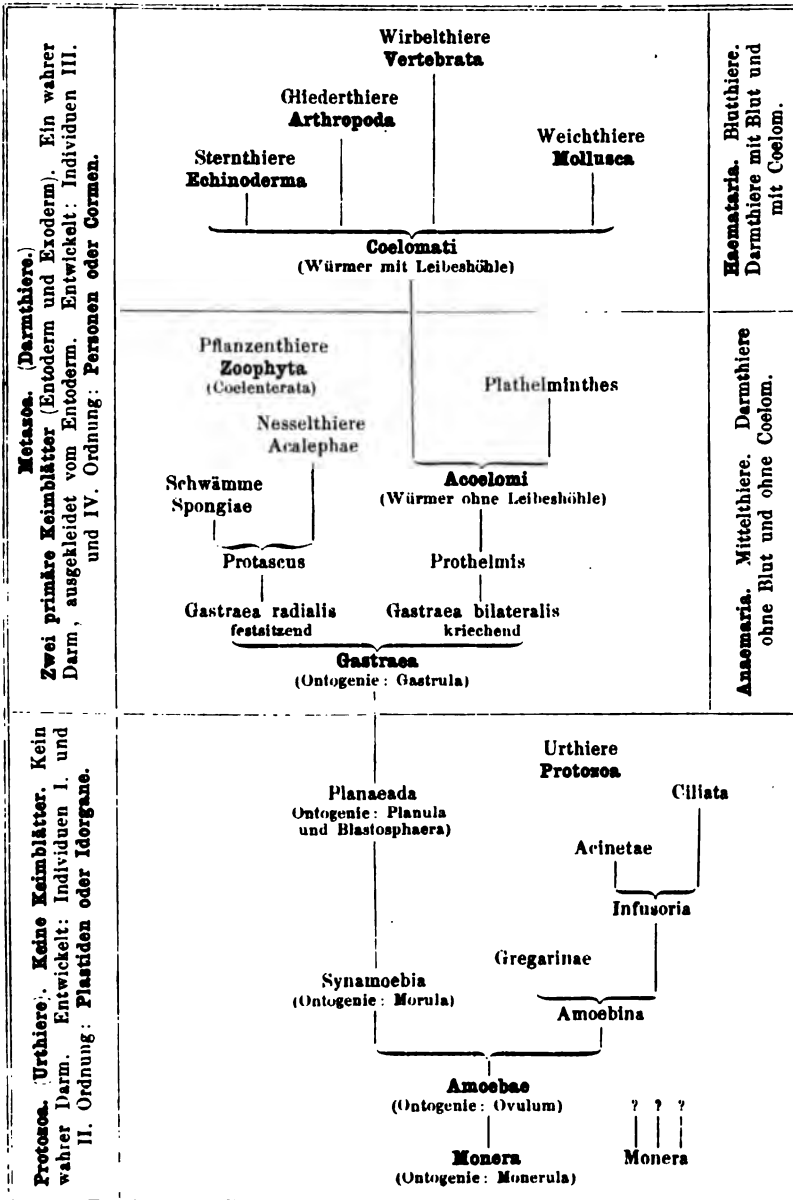 Metazoa. (Darmthiere.)
Zwei primäre Keimblätter (Entoderm und Exoderm). Ein wahrer
Darm, ausgekleidet vom Entoderm. Entwickelt: Individuen III.
und IV. Ordnung: Personen oder Cormen.
Wirbelthiere
Vertebrata
Gliederthiere
Arthropoda
Weichthiere
Mollusca
Sternthiere
Echinoderma
Coelomati
(Würmer mit Leibeshöhle)
Haemataria. Blutthiere.
Darmthiere mit Blut und
mit Coelom.
Pflanzenthiere
Zoophyta
(Coelenterata)
Plathelminthes
Nesselthiere
Acalephae
Schwämme
Spongiae
Acoelomi
(Würmer ohne Leibeshöhle)
Protascus
Prothelmis
Gastraea radialis
festsitzend
Gastraea bilateralis
kriechend
Gastraea
(Ontogenie: Gastrula)
Anaemaria. Mittelthiere. Darmthiere
ohne Blut und ohne Coelom.
Protozoa. (Urthiere). Keine Keimblätter. Kein
wahrer Darm. Entwickelt: Individuen I. und
II. Ordnung: Plastiden oder Idorgane.
Urthiere
Protozoa
Planaeada
Ontogenie: Planula
und Blastosphaera)
Ciliata
Acinetae
Infusoria
Gregarinae
Synamoebia
(Ontogenie: Morula)
Amoebina
Amoebae
(Ontogenie: Ovulum)
? ? ?
Monera
(Ontogenie: Monerula)
Monera